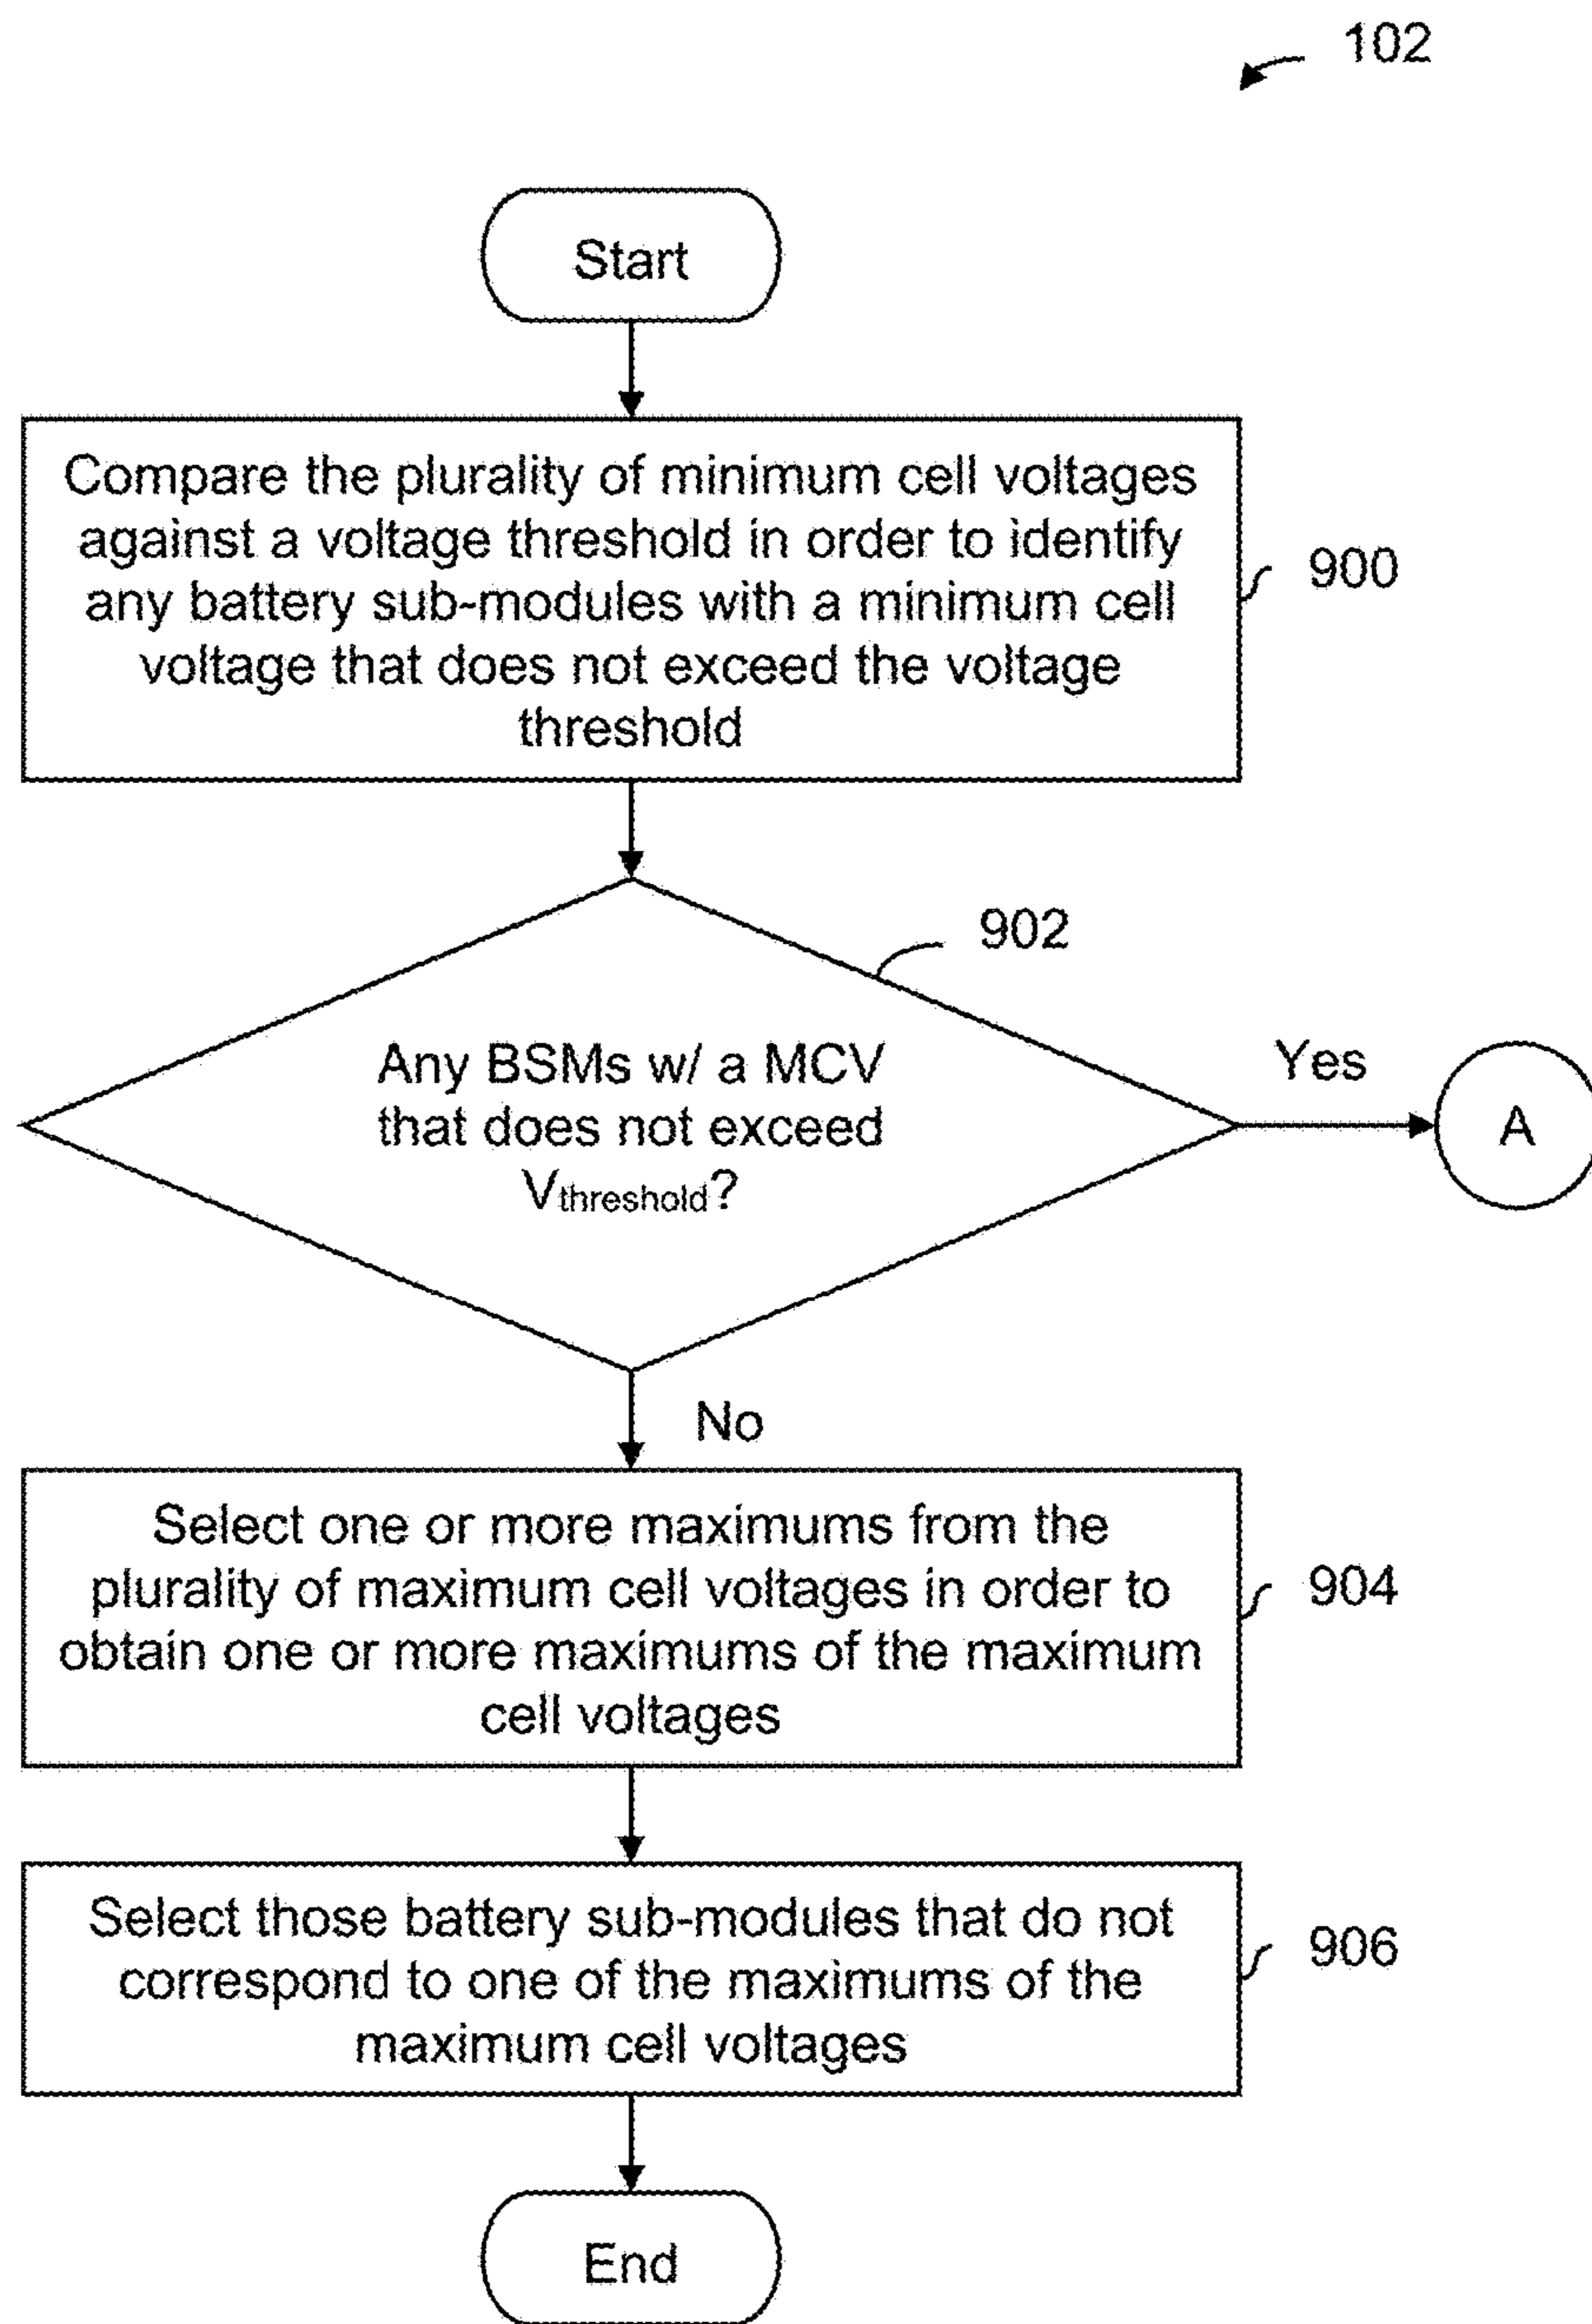 102
Start
Compare the plurality of minimum cell voltages
against a voltage threshold in order to identify
any battery sub-modules with a minimum cell
voltage that does not exceed the voltage
threshold
900
902
Any BSMs w/ a MCV
that does not exceed
Vthreshold?
Yes
A
No
Select one or more maximums from the
plurality of maximum cell voltages in order to
obtain one or more maximums of the maximum
cell voltages
904
Select those battery sub-modules that do not
correspond to one of the maximums of the
maximum cell voltages
906
End